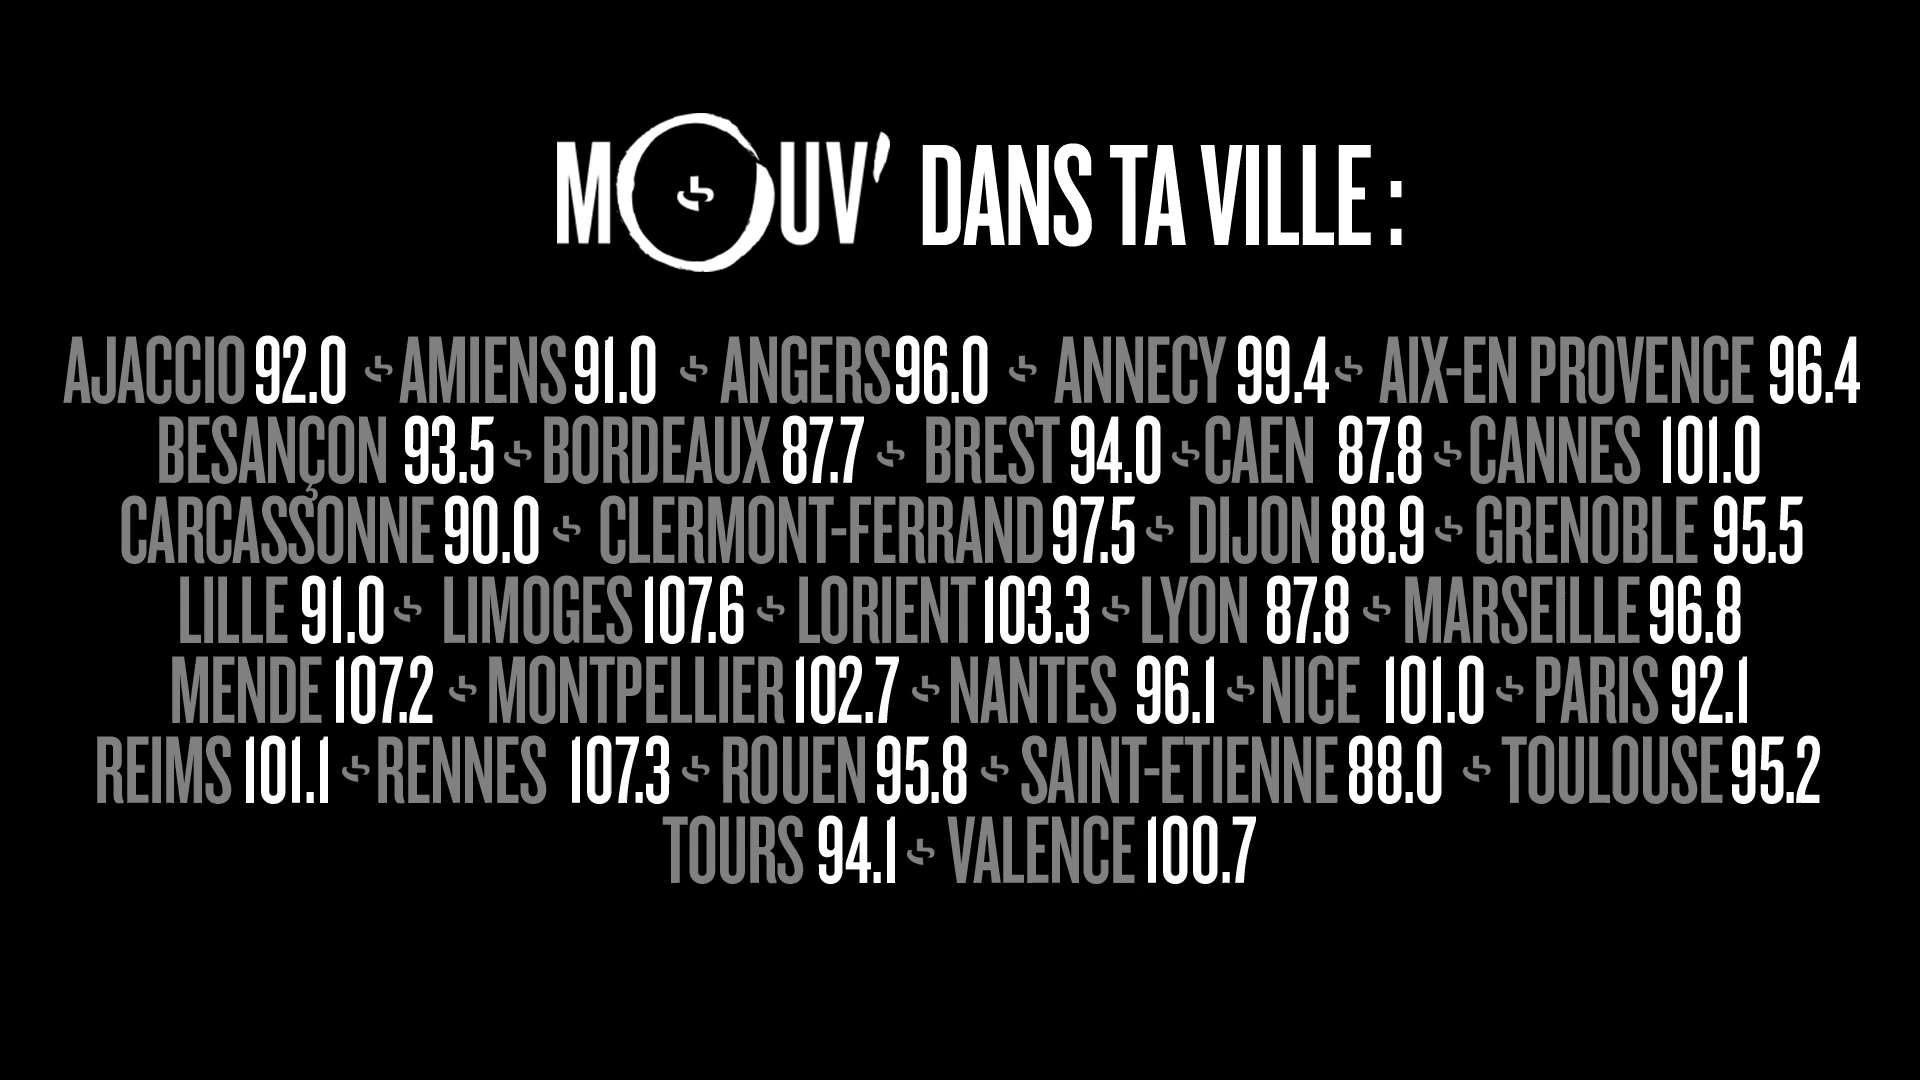 MOUV' DANS TA VILLE :
AJACCIO 92.0 AMIENS 91.0 ANGERS 96.0 ANNECY 99.4 AIX-EN PROVENCE 96.4
BESANÇON 93.5 BORDEAUX 87.7 BREST 94.0 CAEN 87.8 CANNES 101.0
CARCASSONNE 90.0 CLERMONT-FERRAND 97.5 DIJON 88.9 GRENOBLE 95.5
LILLE 91.0 LIMOGES 107.6 LORIENT 103.3 LYON 87.8 MARSEILLE 96.8
MENDE 107.2 MONTPELLIER 102.7 NANTES 96.1 NICE 101.0 PARIS 92.1
REIMS 101.1 RENNES 107.3 ROUEN 95.8 SAINT-ETIENNE 88.0 TOULOUSE 95.2
TOURS 94.1 VALENCE 100.7